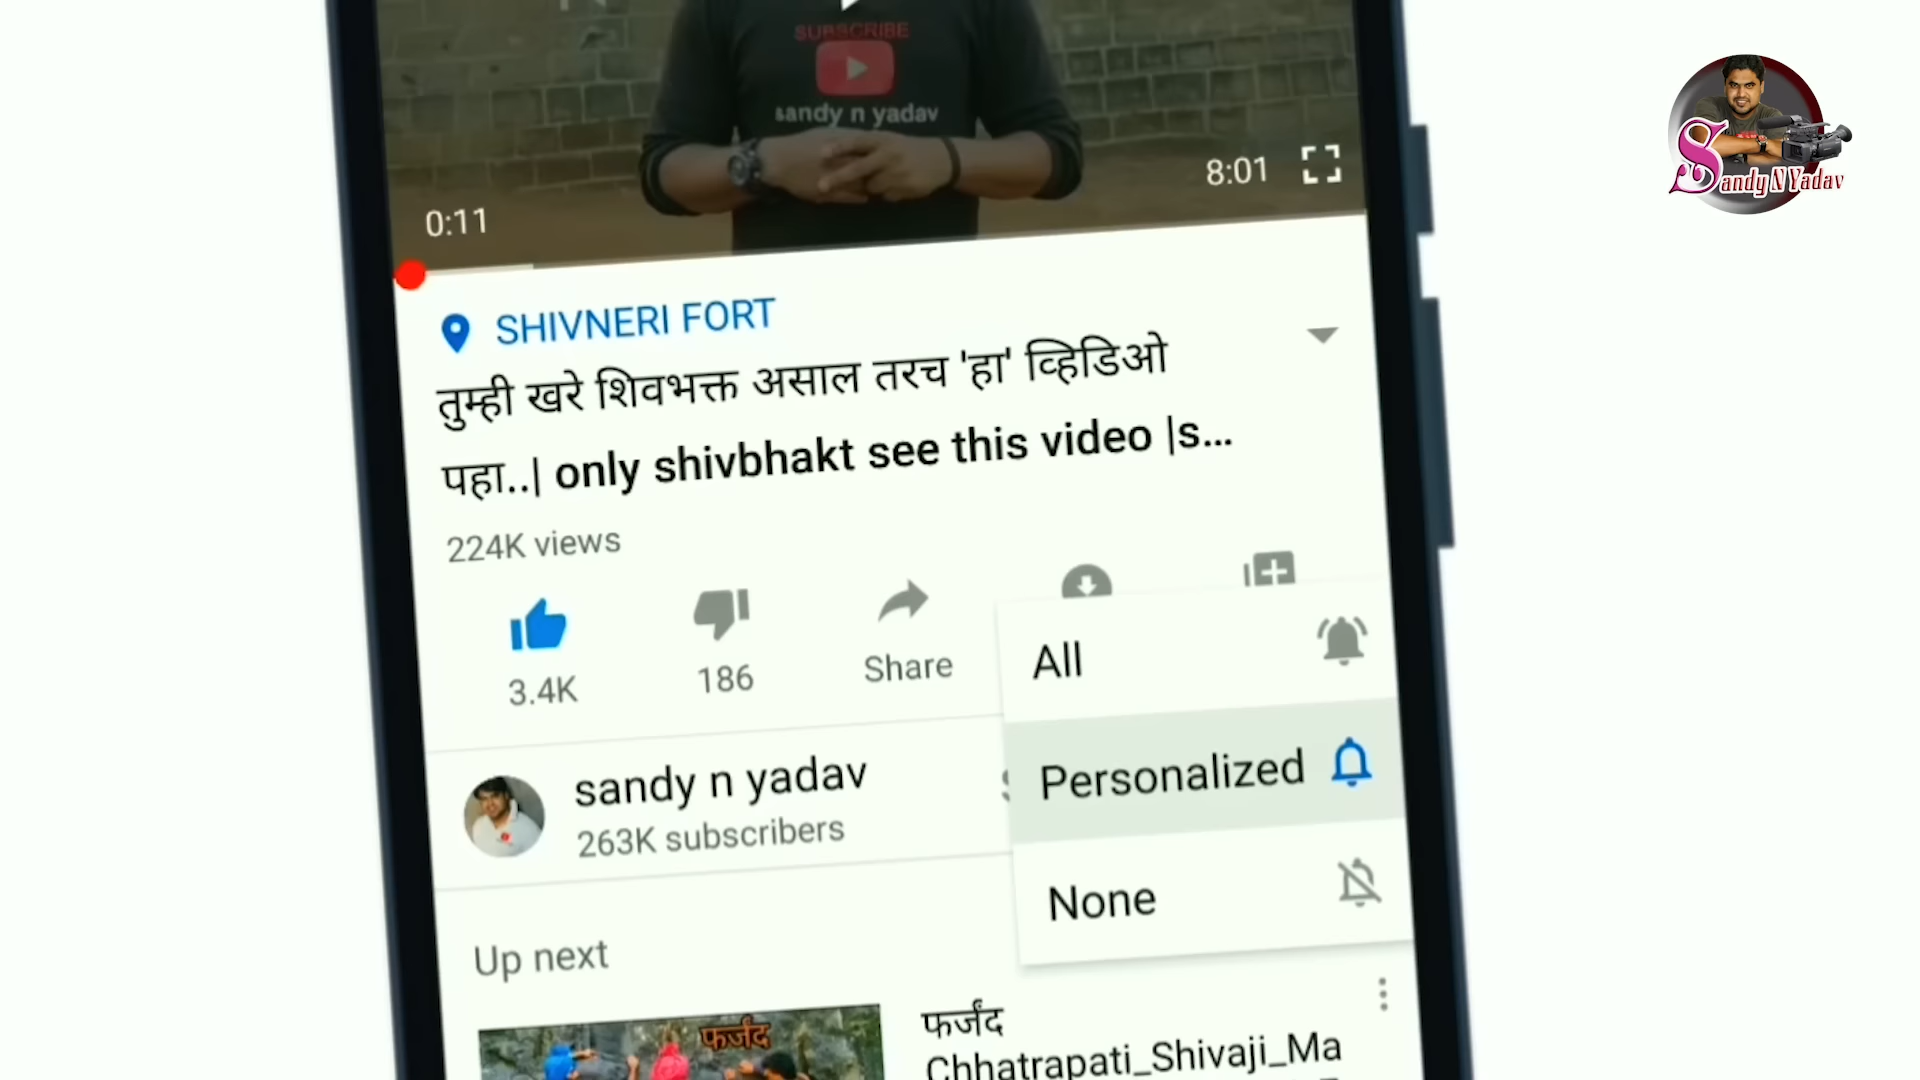 SUBSCRIBE
sandy n yadav
0:11
8:01
Sandy N Yadav
SHIVNERI FORT
तुम्ही खरे शिवभक्त असाल तरच 'हा' व्हिडिओ
पहा..| only shivbhakt see this video |s...
224K views
3.4K
186
Share
All
Personalized
None
sandy n yadav
263K subscribers
Up next
फर्जंद
फर्जंद
Chhatrapati_Shivaji_Ma